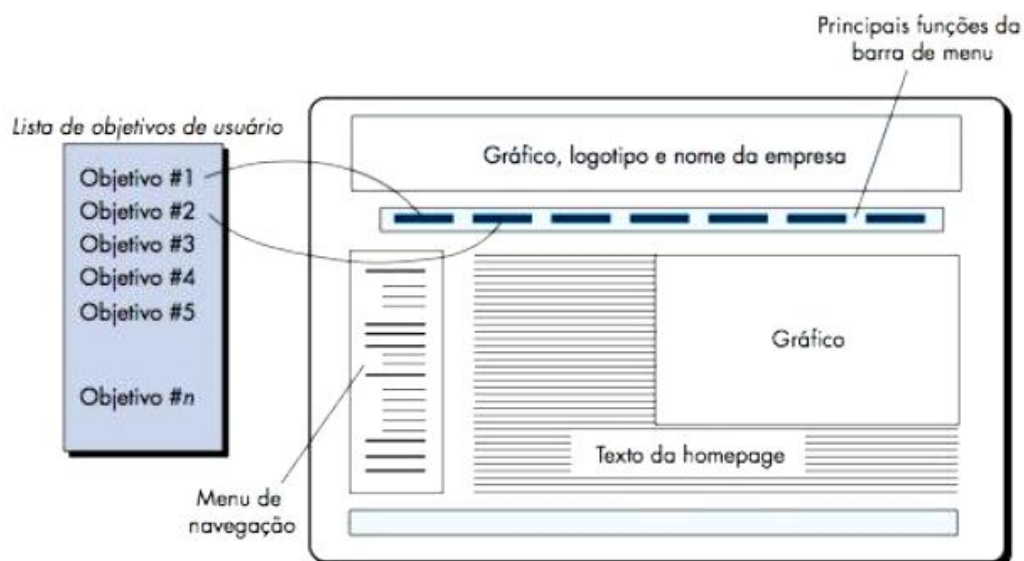 Principais funções da
barra de menu
Lista de objetivos de usuário
Objetivo #1
Objetivo #2
Objetivo #3
Objetivo #4
Objetivo #5
Objetivo #n
Gráfico, logotipo e nome da empresa
Gráfico
Texto da homepage
Menu de
navegação